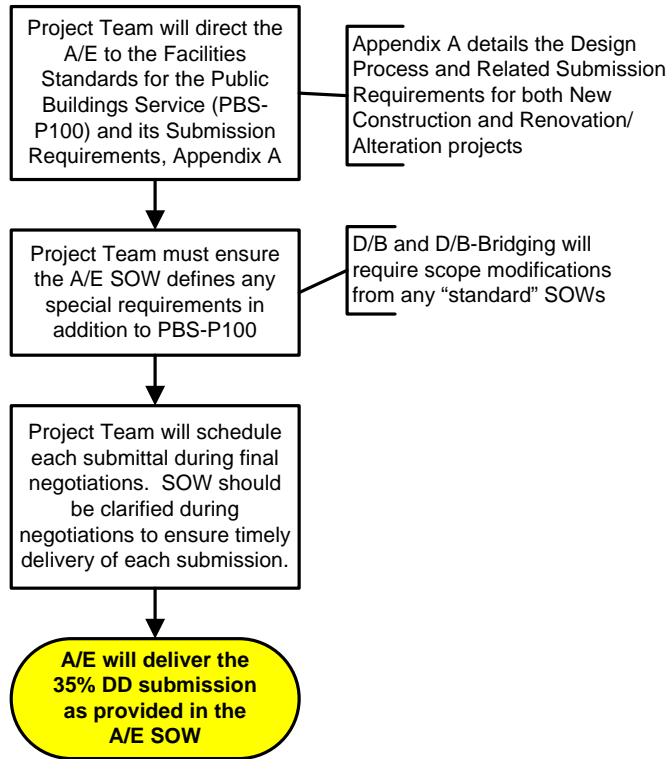 Project Team will direct the
A/E to the Facilities
Standards for the Public
Buildings Service (PBS-
P100) and its Submission
Requirements, Appendix A
Appendix A details the Design
Process and Related Submission
Requirements for both New
Construction and Renovation/
Alteration projects
Project Team must ensure
the A/E SOW defines any
special requirements in
addition to PBS-P100
D/B and D/B-Bridging will
require scope modifications
from any “standard” SOWs
Project Team will schedule
each submittal during final
negotiations.  SOW should
be clarified during
negotiations to ensure timely
delivery of each submission.
A/E will deliver the
35% DD submission
as provided in the
A/E SOW